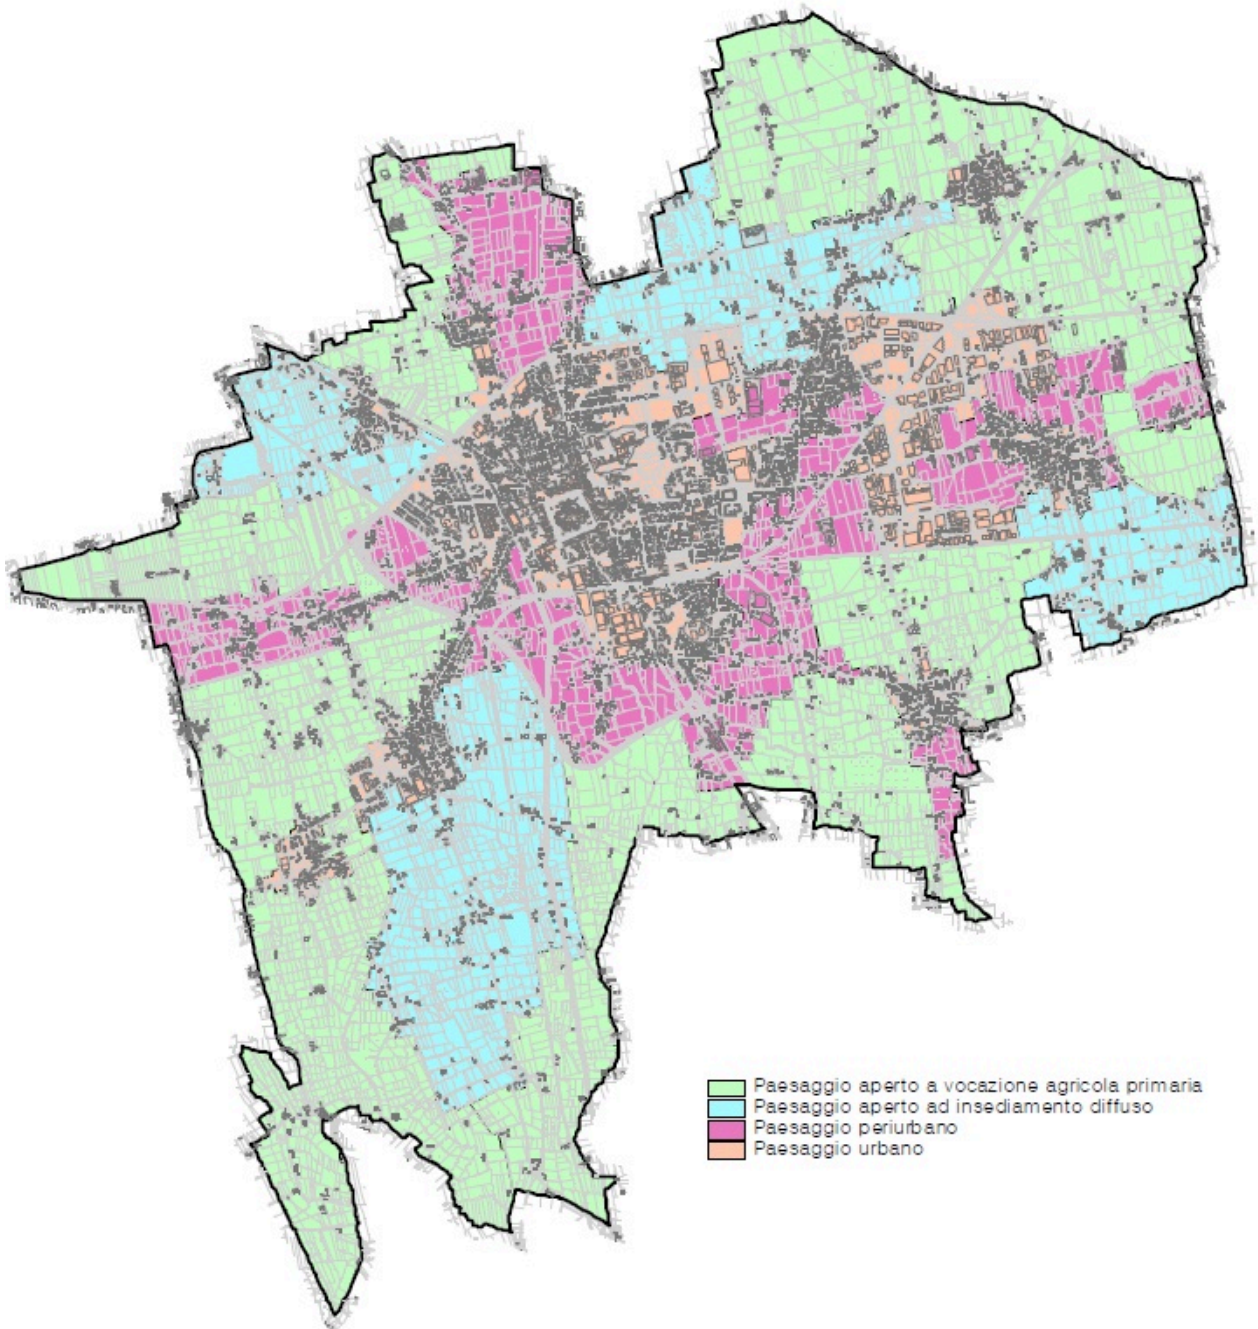 Paesaggio aperto a vocazione agricola primaria
Paesaggio aperto ad insediamento diffuso
Paesaggio periurbano
Paesaggio urbano